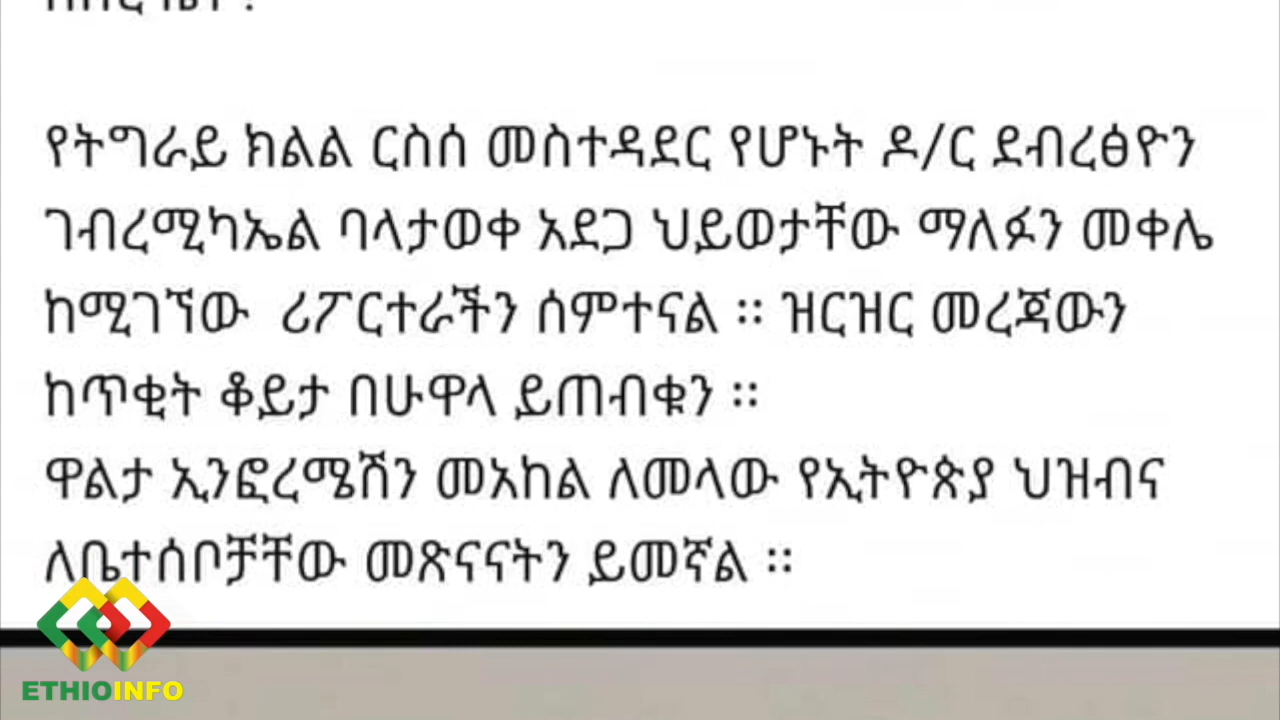 የትግራይ ክልል ርስሰ መስተዳደር የሆኑት ዶ/ር ደብረፅዮን
ገብረሚካኤል ባላታወቀ አደጋ ህይወታቸው ማለፉን መቀሌ
ከሚገኘው ሪፖርተራችን ሰምተናል ፡፡ ዝርዝር መረጃውን
ከጥቂት ቆይታ በሁዋላ ይጠብቁን ፡፡
ዋልታ ኢንፎረሜሽን መአከል ለመላው የኢትዮጵያ ህዝብና
ለቤተሰቦቻቸው መጽናናትን ይመኛል ፡፡
ETHIOINFO